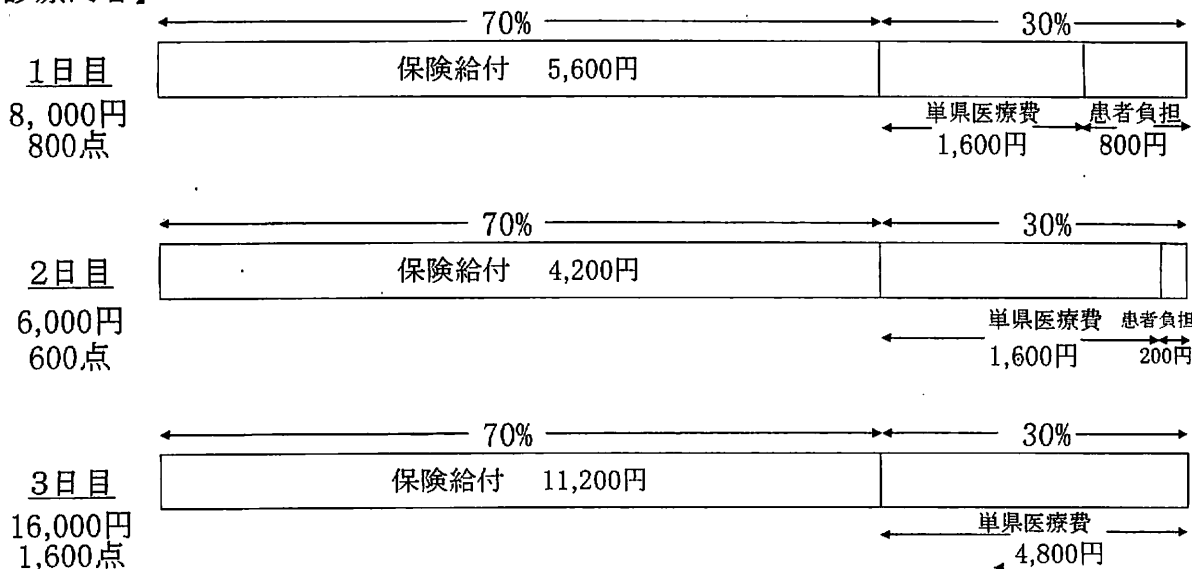 70%
30%
1日目
保険給付 5,600円
8,000円
800点
単県医療費
1,600円
患者負担
800円
70%
30%
2日目
保険給付 4,200円
6,000円
600点
単県医療費
1,600円
患者負担
200円
70%
30%
3日目
保険給付 11,200円
16,000円
1,600点
単県医療費
4,800円